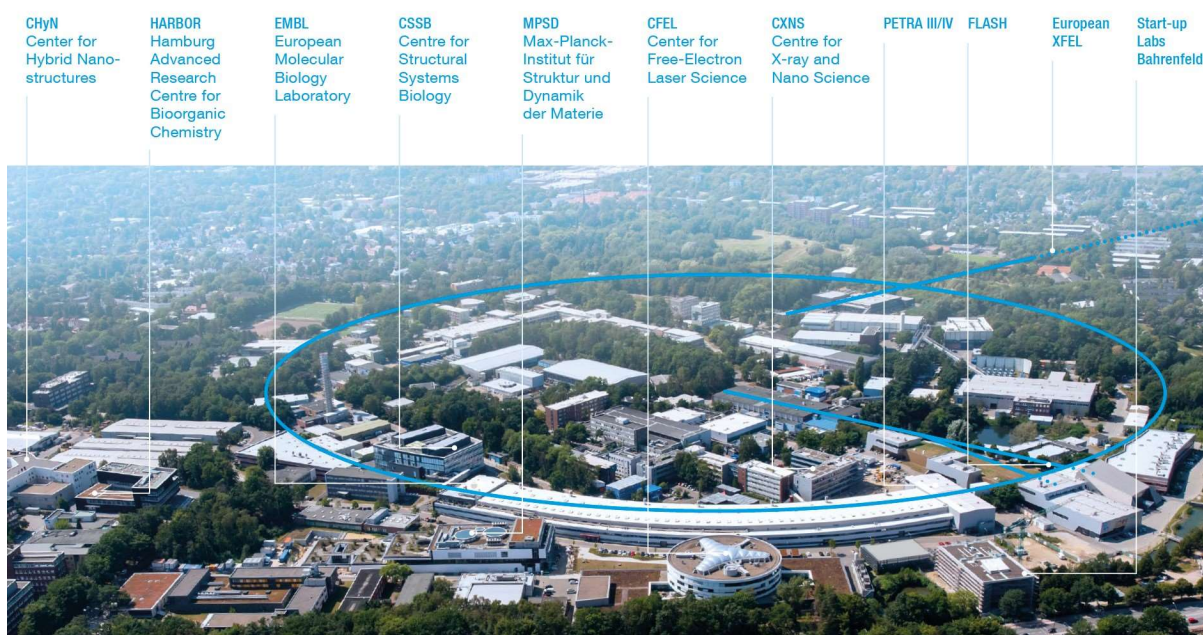 CHyN
Center for
Hybrid Nano-
structures
HARBOR
Hamburg
Advanced
Research
Centre for
Bioorganic
Chemistry
EMBL
European
Molecular
Biology
Laboratory
CSSB
Centre for
Structural
Systems
Biology
MPSD
Max-Planck-
Institut für
Struktur und
Dynamik
der Materie
CFEL
Center for
Free-Electron
Laser Science
CXNS
Centre for
X-ray and
Nano Science
PETRA III/IV
FLASH
European
XFEL
Start-up
Labs
Bahrenfeld